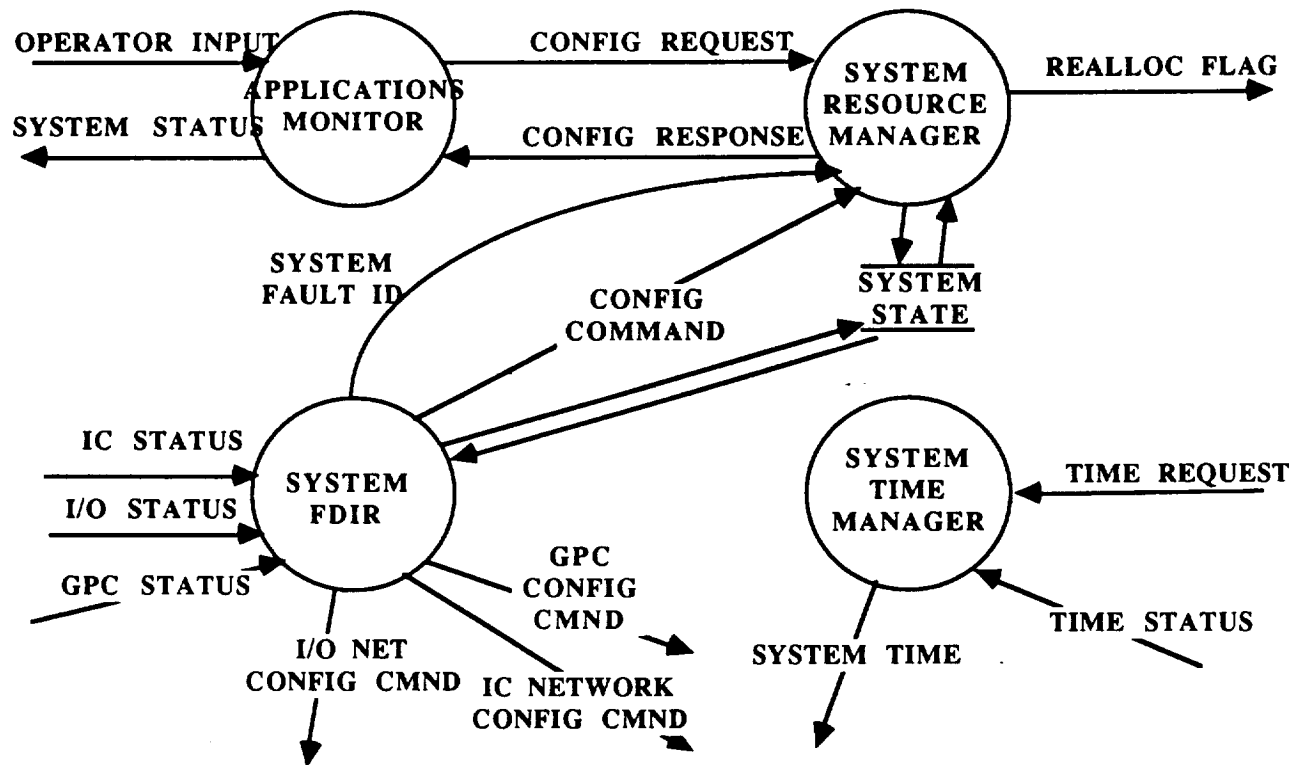 OPERATOR INPUT
CONFIG REQUEST
SYSTEM
RESOURCE
MANAGER
REALLOC FLAG
APPLICATIONS
MONITOR
SYSTEM STATUS
CONFIG RESPONSE
SYSTEM
FAULT ID
CONFIG
COMMAND
SYSTEM
STATE
IC STATUS
I/O STATUS
GPC STATUS
SYSTEM
FDIR
SYSTEM
TIME
MANAGER
TIME REQUEST
GPC
CONFIG
CMND
I/O NET
CONFIG CMND
IC NETWORK
CONFIG CMND
SYSTEM TIME
TIME STATUS